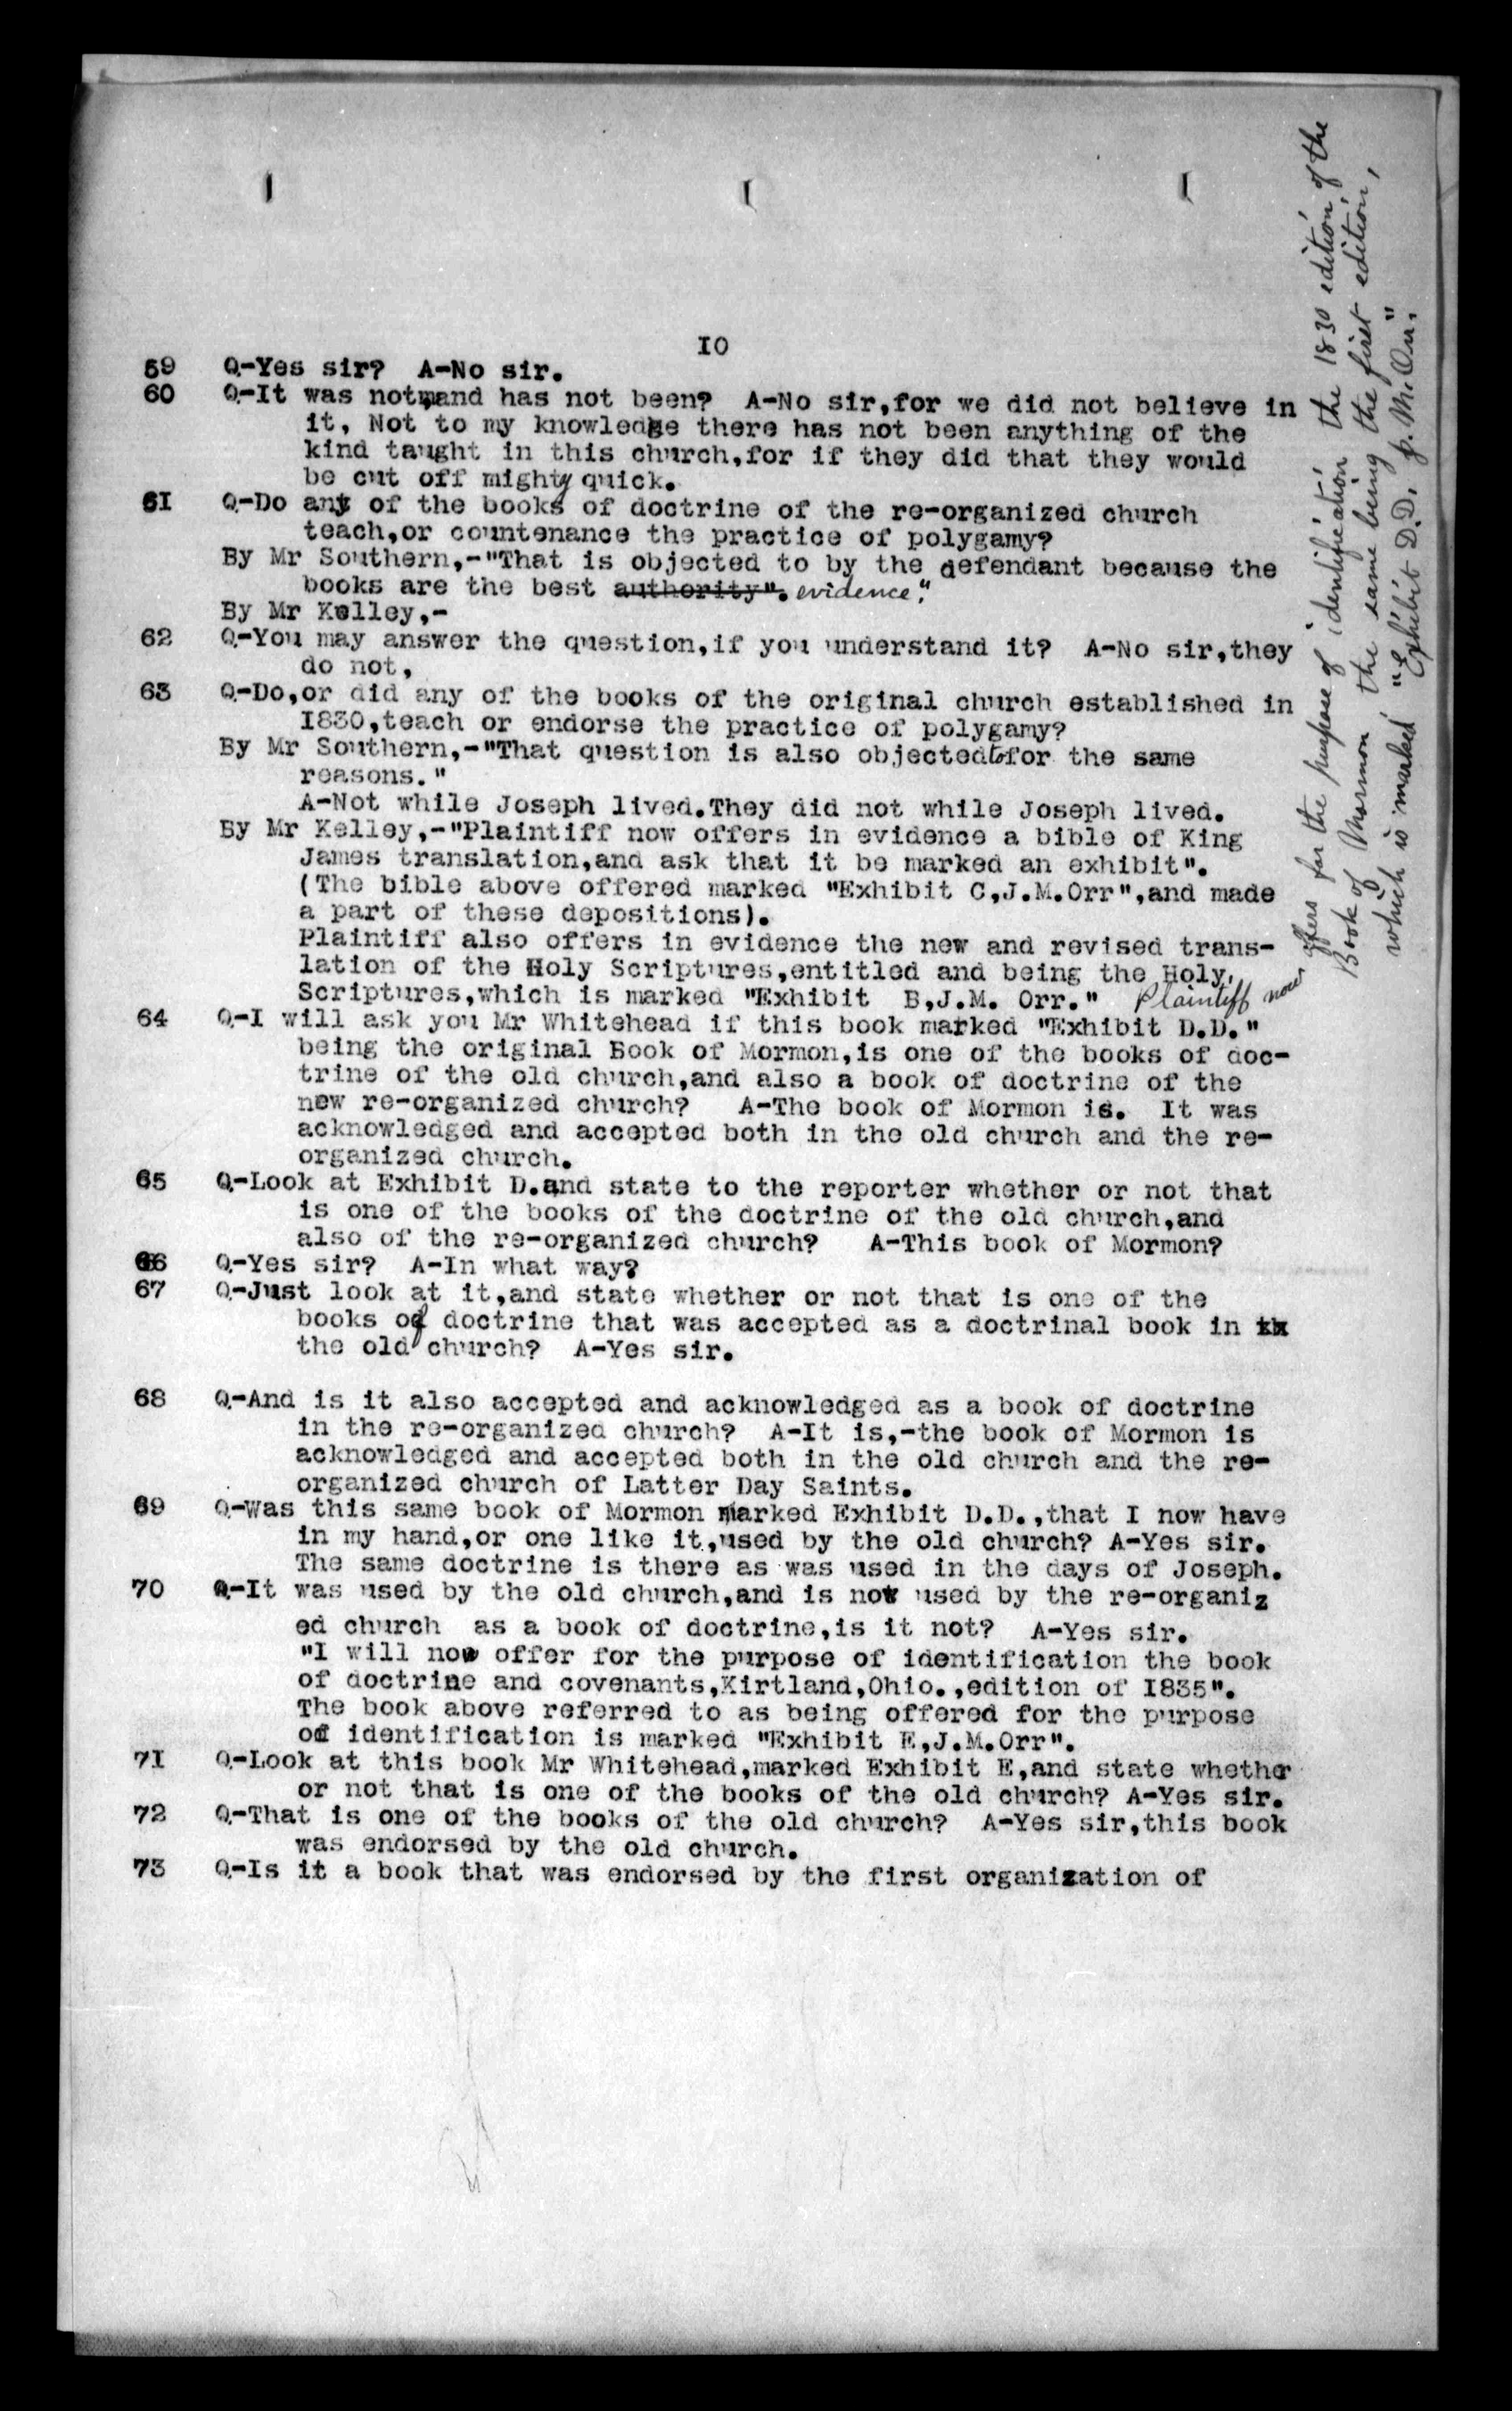 10
59 Q-Yes sir? A-No sir.
60 Q-It was not,and has not been? A-No sir,for we did not believe in
it, Not to my knowledge there has not been anything of the
kind taught in this church,for if they did that they would
be cut off mighty quick.
61 Q-Do any of the books of doctrine of the re-organized church
teach,or countenance the practice of polygamy?
By Mr Southern,-"That is objected to by the defendant because the
books are the best authority". evidence."
By Mr Kelley,-
62 Q-You may answer the question,if you understand it? A-No sir,they
do not,
63 Q-Do,or did any of the books of the original church established in
1830,teach or endorse the practice of polygamy?
By Mr Southern,-"That question is also objected to for the same
reasons."
A-Not while Joseph lived.They did not while Joseph lived.
By Mr Kelley,-"Plaintiff now offers in evidence a bible of King
James translation,and ask that it be marked an exhibit".
(The bible above offered marked "Exhibit C,J.M.Orr",and made
a part of these depositions).
Plaintiff also offers in evidence the new and revised trans-
lation of the Holy Scriptures,entitled and being the Holy,
Scriptures,which is marked "Exhibit B,J.M. Orr." Plaintiff now
offers for the purpose of identification the 1830 edition of the
Book of Mormon the same being the first edition,
which is marked "Exhibit D.D. J. M. Orr."
64 Q-I will ask you Mr Whitehead if this book marked "Exhibit D.D."
being the original Book of Mormon,is one of the books of doc-
trine of the old church,and also a book of doctrine of the
new re-organized church? A-The book of Mormon is. It was
acknowledged and accepted both in the old church and the re-
organized church.
65 Q-Look at Exhibit D.and state to the reporter whether or not that
is one of the books of the doctrine of the old church,and
also of the re-organized church? A-This book of Mormon?
66 Q-Yes sir? A-In what way?
67 Q-Just look at it,and state whether or not that is one of the
books of doctrine that was accepted as a doctrinal book in th
the old church? A-Yes sir.
68 Q-And is it also accepted and acknowledged as a book of doctrine
in the re-organized church? A-It is,-the book of Mormon is
acknowledged and accepted both in the old church and the re-
organized church of Latter Day Saints.
69 Q-Was this same book of Mormon marked Exhibit D.D.,that I now have
in my hand,or one like it,used by the old church? A-Yes sir.
The same doctrine is there as was used in the days of Joseph.
70 Q-It was used by the old church,and is now used by the re-organiz
ed church as a book of doctrine,is it not? A-Yes sir.
"I will now offer for the purpose of identification the book
of doctrine and covenants,Kirtland,Ohio.,edition of 1835".
The book above referred to as being offered for the purpose
of identification is marked "Exhibit E,J.M.Orr".
71 Q-Look at this book Mr Whitehead,marked Exhibit E,and state whether
or not that is one of the books of the old church? A-Yes sir.
72 Q-That is one of the books of the old church? A-Yes sir,this book
was endorsed by the old church.
73 Q-Is it a book that was endorsed by the first organization of